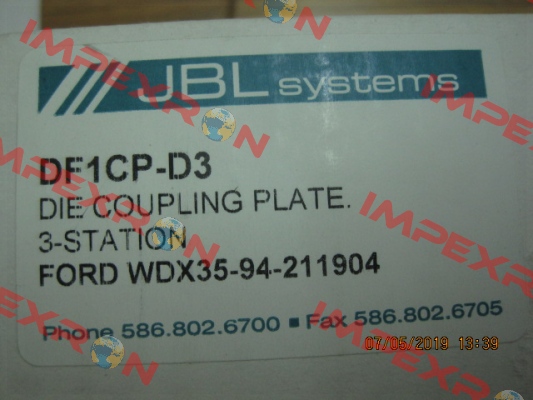 JBL systems
DF1CP-D3
DIE COUPLING PLATE.
3-STATION
FORD WDX35-94-211904
Phone 586.802.6700 ▪ Fax 586.802.6705
07/05/2019 13:39
IMPEXRON
IMPEXRON
IMPEXRON
IMPEXRON